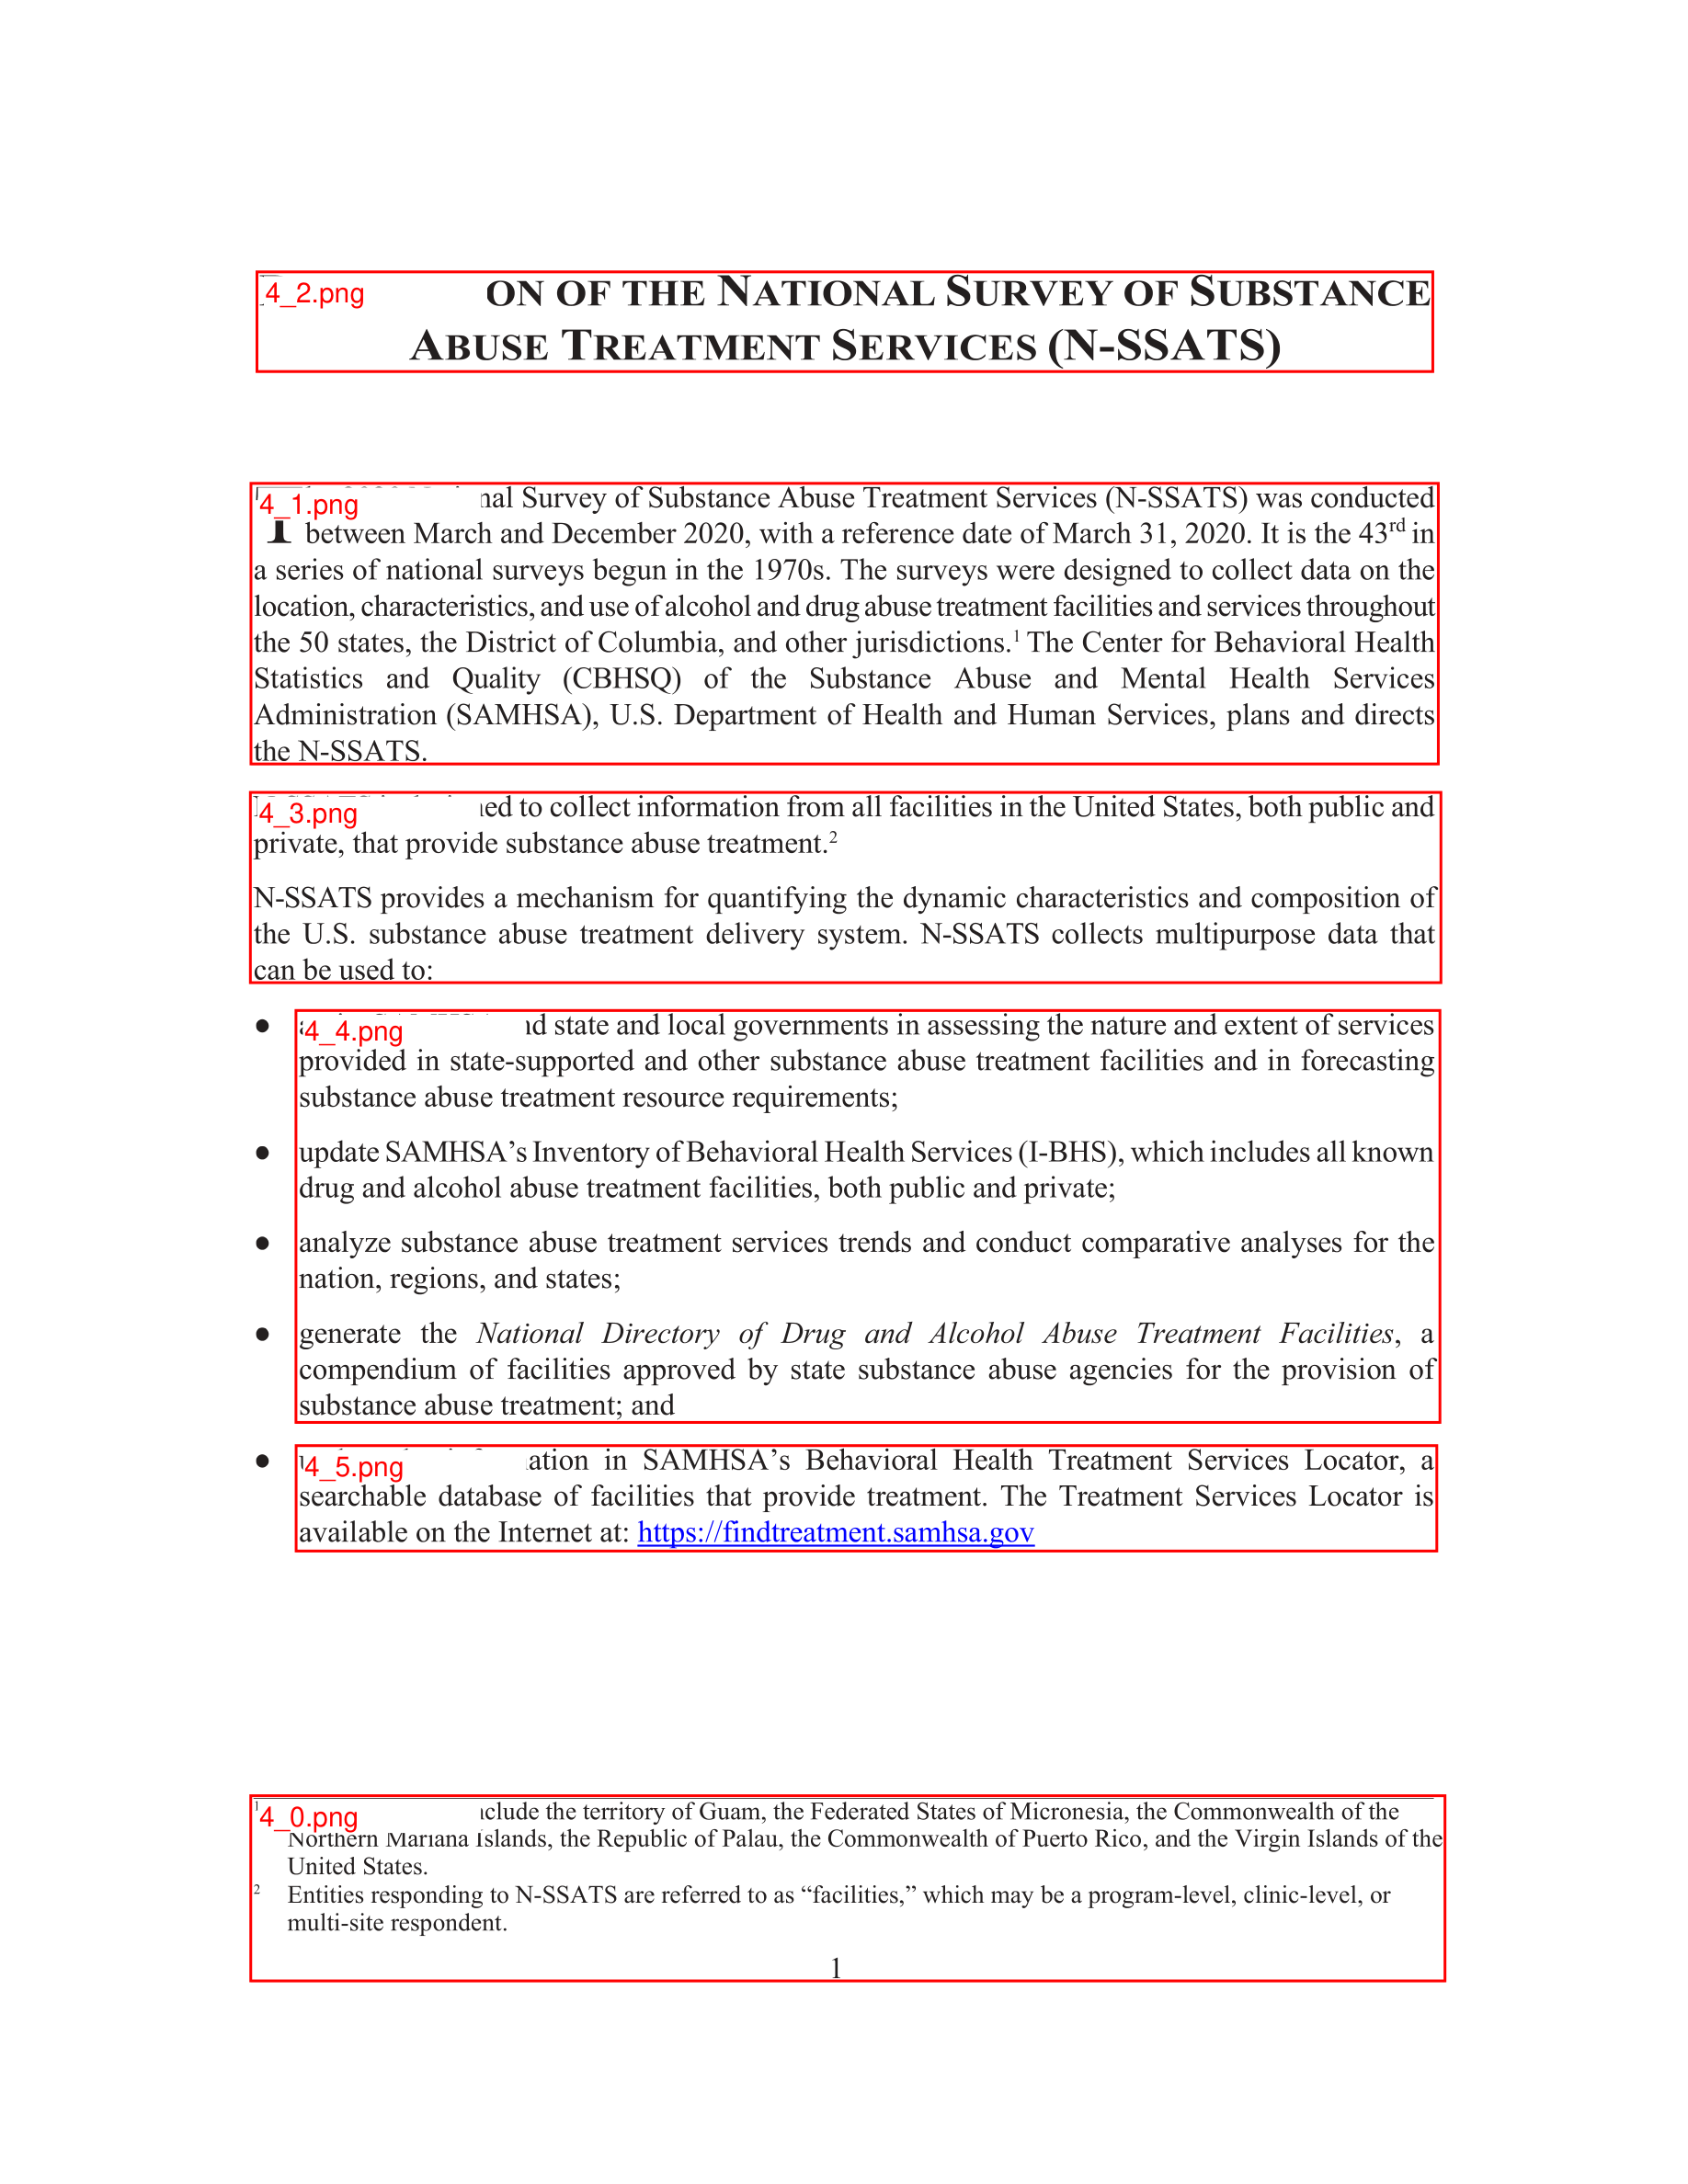 4_2.png ON OF THE NATIONAL SURVEY OF SUBSTANCE
ABUSE TREATMENT SERVICES (N-SSATS)
4_1.png Survey of Substance Abuse Treatment Services (N-SSATS) was conducted
between March and December 2020, with a reference date of March 31, 2020. It is the 43rd in
a series of national surveys begun in the 1970s. The surveys were designed to collect data on the
location, characteristics, and use of alcohol and drug abuse treatment facilities and services throughout
the 50 states, the District of Columbia, and other jurisdictions.1 The Center for Behavioral Health
Statistics and Quality (CBHSQ) of the Substance Abuse and Mental Health Services
Administration (SAMHSA), U.S. Department of Health and Human Services, plans and directs
the N-SSATS.
4_3.png to collect information from all facilities in the United States, both public and
private, that provide substance abuse treatment.2
N-SSATS provides a mechanism for quantifying the dynamic characteristics and composition of
the U.S. substance abuse treatment delivery system. N-SSATS collects multipurpose data that
can be used to:
● 4_4.png state and local governments in assessing the nature and extent of services
provided in state-supported and other substance abuse treatment facilities and in forecasting
substance abuse treatment resource requirements;
● update SAMHSA’s Inventory of Behavioral Health Services (I-BHS), which includes all known
drug and alcohol abuse treatment facilities, both public and private;
● analyze substance abuse treatment services trends and conduct comparative analyses for the
nation, regions, and states;
● generate the National Directory of Drug and Alcohol Abuse Treatment Facilities, a
compendium of facilities approved by state substance abuse agencies for the provision of
substance abuse treatment; and
● 4_5.png in SAMHSA’s Behavioral Health Treatment Services Locator, a
searchable database of facilities that provide treatment. The Treatment Services Locator is
available on the Internet at: https://findtreatment.samhsa.gov
1 4_0.png the territory of Guam, the Federated States of Micronesia, the Commonwealth of the
Northern Mariana Islands, the Republic of Palau, the Commonwealth of Puerto Rico, and the Virgin Islands of the
United States.
2 Entities responding to N-SSATS are referred to as “facilities,” which may be a program-level, clinic-level, or
multi-site respondent.
1